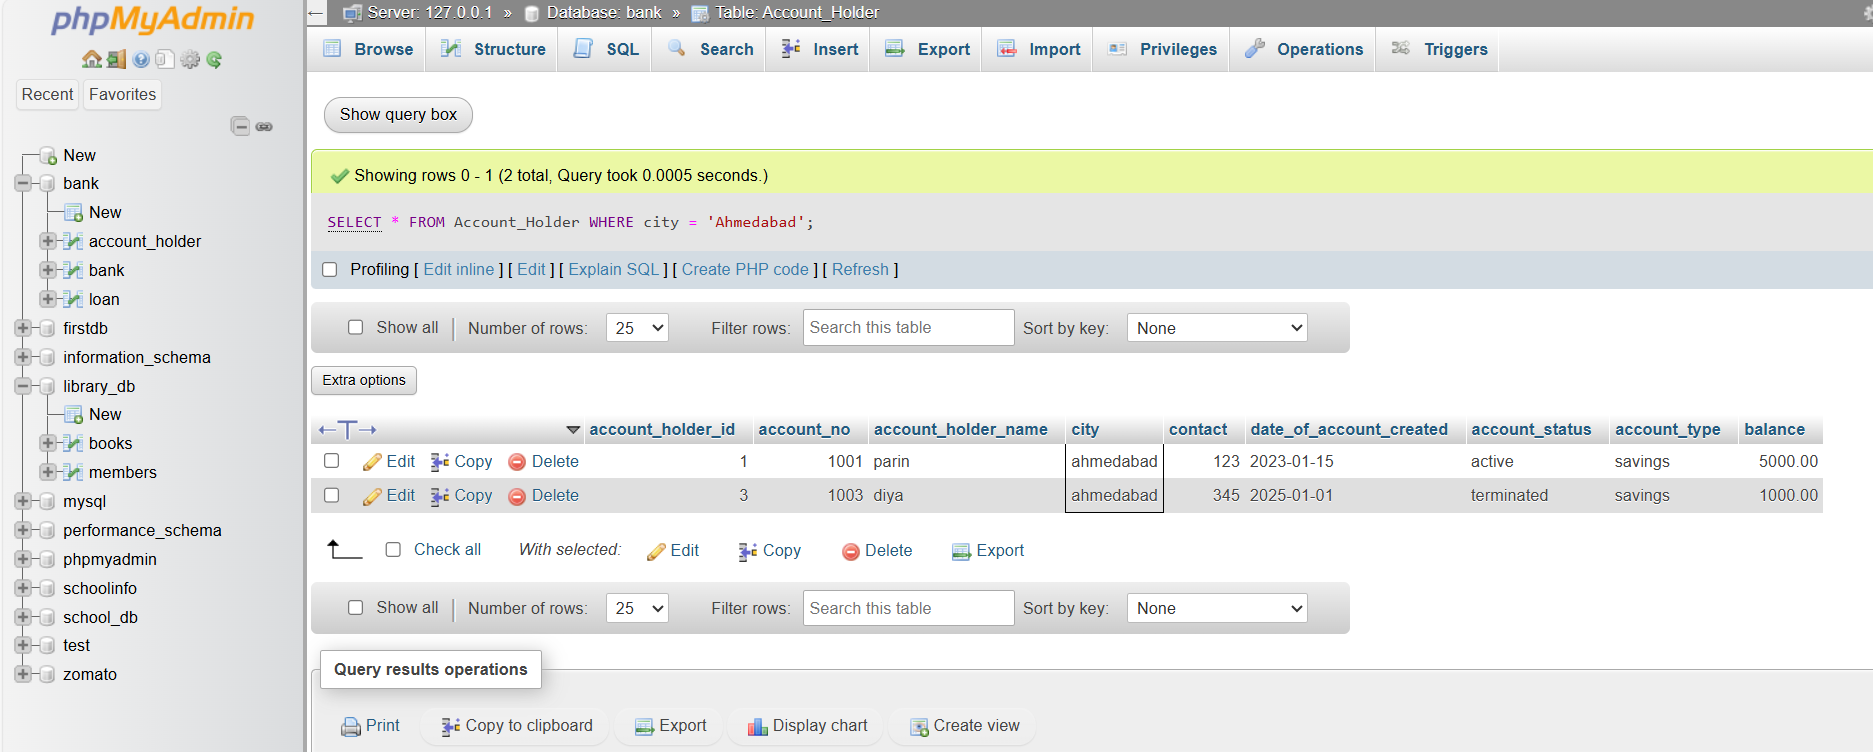 phpMyAdmin
Recent Favorites
New
bank
New
account_holder
bank
loan
firstdb
information_schema
library_db
New
books
members
mysql
performance_schema
phpmyadmin
schoolinfo
school_db
test
zomato
Server: 127.0.0.1 » Database: bank » Table: Account_Holder
Browse Structure SQL Search Insert Export Import Privileges Operations Triggers
Show query box
Showing rows 0 - 1 (2 total, Query took 0.0005 seconds.)
SELECT * FROM Account_Holder WHERE city = 'Ahmedabad';
Profiling [ Edit inline ] [ Edit ] [ Explain SQL ] [ Create PHP code ] [ Refresh ]
Show all | Number of rows: 25 Filter rows: Search this table Sort by key: None
Extra options
account_holder_id account_no account_holder_name city contact date_of_account_created account_status account_type balance
Edit Copy Delete 1 1001 parin ahmedabad 123 2023-01-15 active savings 5000.00
Edit Copy Delete 3 1003 diya ahmedabad 345 2025-01-01 terminated savings 1000.00
Check all With selected: Edit Copy Delete Export
Show all | Number of rows: 25 Filter rows: Search this table Sort by key: None
Query results operations
Print Copy to clipboard Export Display chart Create view